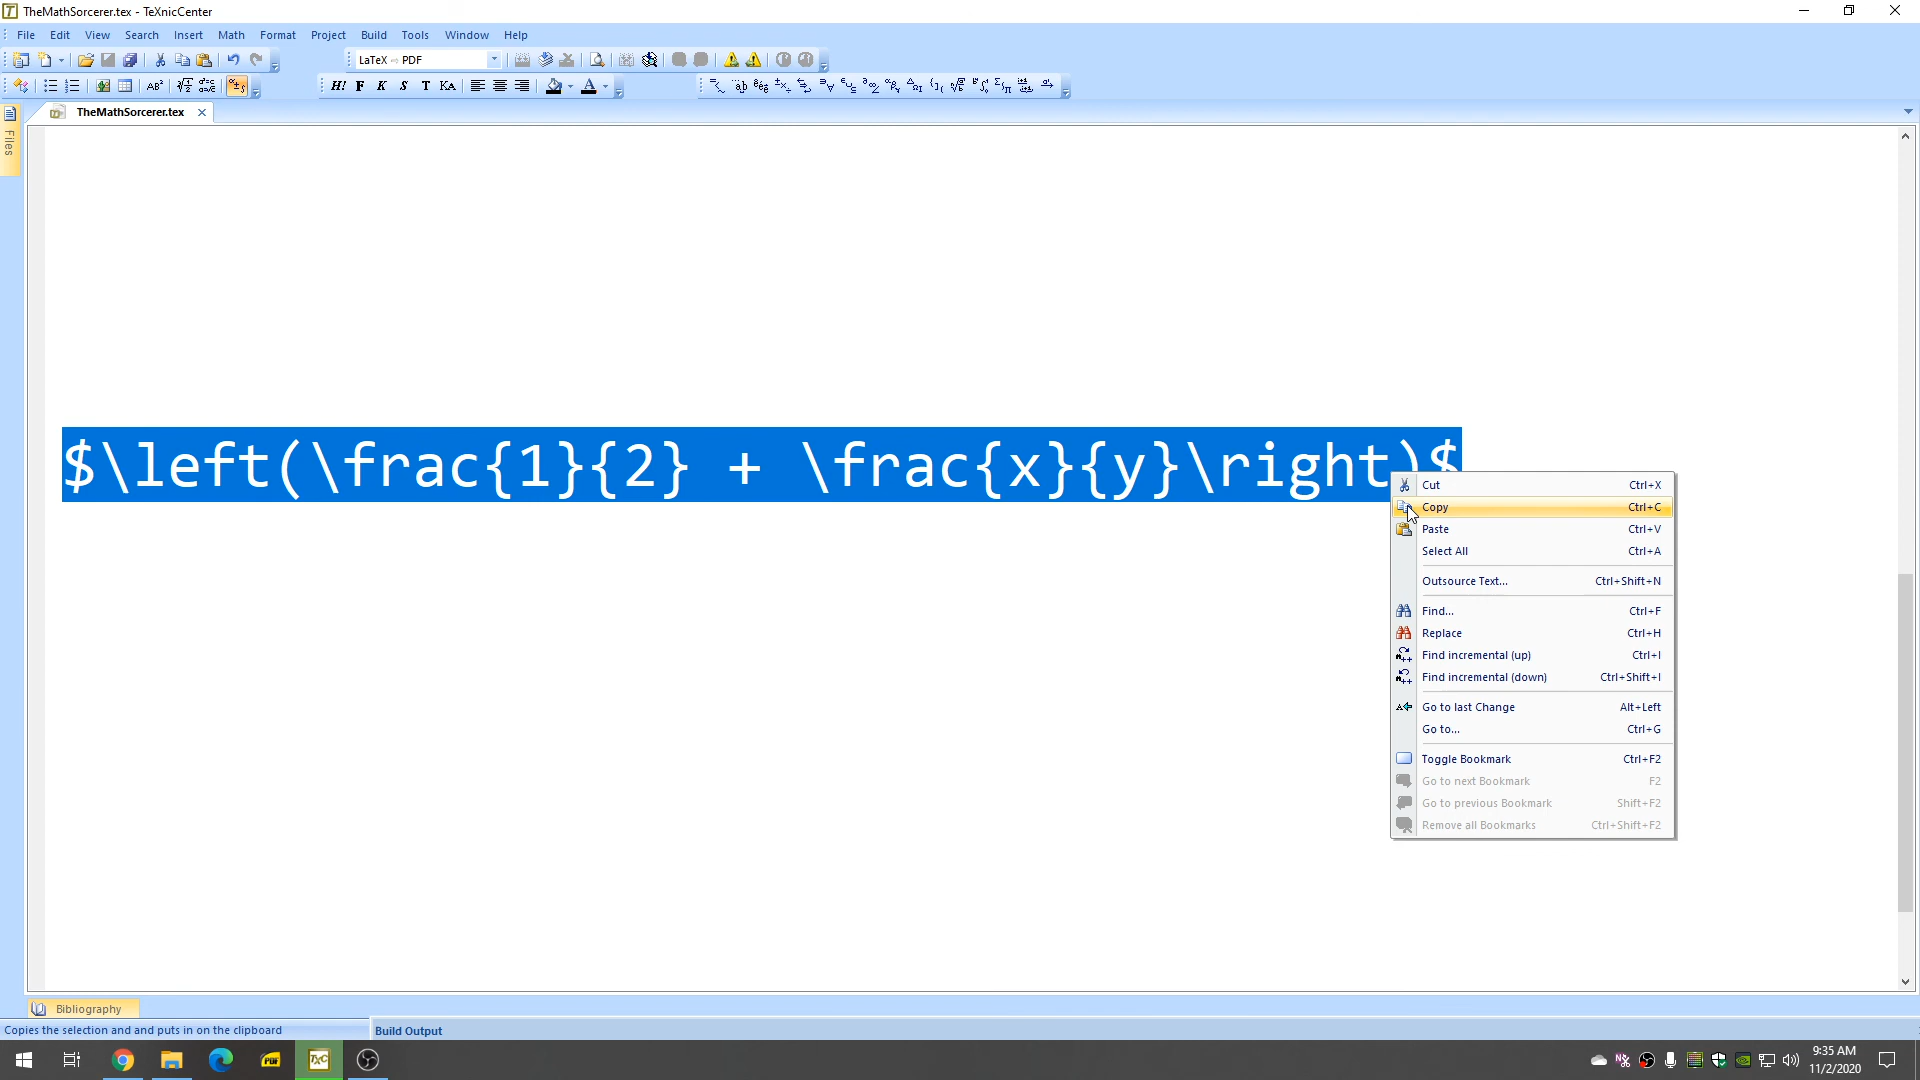 TheMathSorcerer.tex - TeXnicCenter
File Edit View Search Insert Math Format Project Build Tools Window Help
LaTeX ⇨ PDF
H! F K S T KA
TheMathSorcerer.tex
Files
$\left(\frac{1}{2} + \frac{x}{y}\right)$
Cut Ctrl+X
Copy Ctrl+C
Paste Ctrl+V
Select All Ctrl+A
Outsource Text... Ctrl+Shift+N
Find... Ctrl+F
Replace Ctrl+H
Find incremental (up) Ctrl+I
Find incremental (down) Ctrl+Shift+I
Go to last Change Alt+Left
Go to... Ctrl+G
Toggle Bookmark Ctrl+F2
Go to next Bookmark F2
Go to previous Bookmark Shift+F2
Remove all Bookmarks Ctrl+Shift+F2
Bibliography
Copies the selection and and puts in on the clipboard
Build Output
PDF
TXC
9:35 AM
11/2/2020